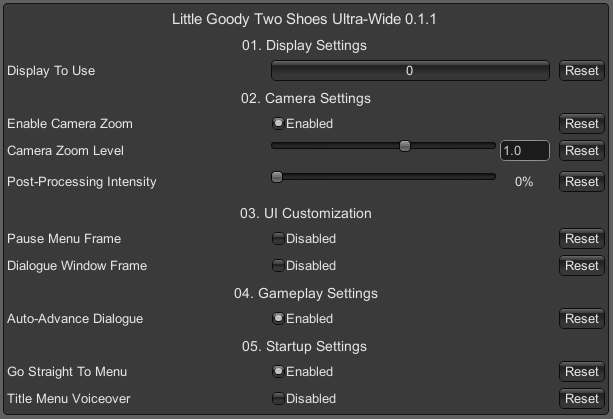 Little Goody Two Shoes Ultra-Wide 0.1.1
01. Display Settings
Display To Use 0 Reset
02. Camera Settings
Enable Camera Zoom Enabled Reset
Camera Zoom Level 1.0 Reset
Post-Processing Intensity 0% Reset
03. UI Customization
Pause Menu Frame Disabled Reset
Dialogue Window Frame Disabled Reset
04. Gameplay Settings
Auto-Advance Dialogue Enabled Reset
05. Startup Settings
Go Straight To Menu Enabled Reset
Title Menu Voiceover Disabled Reset